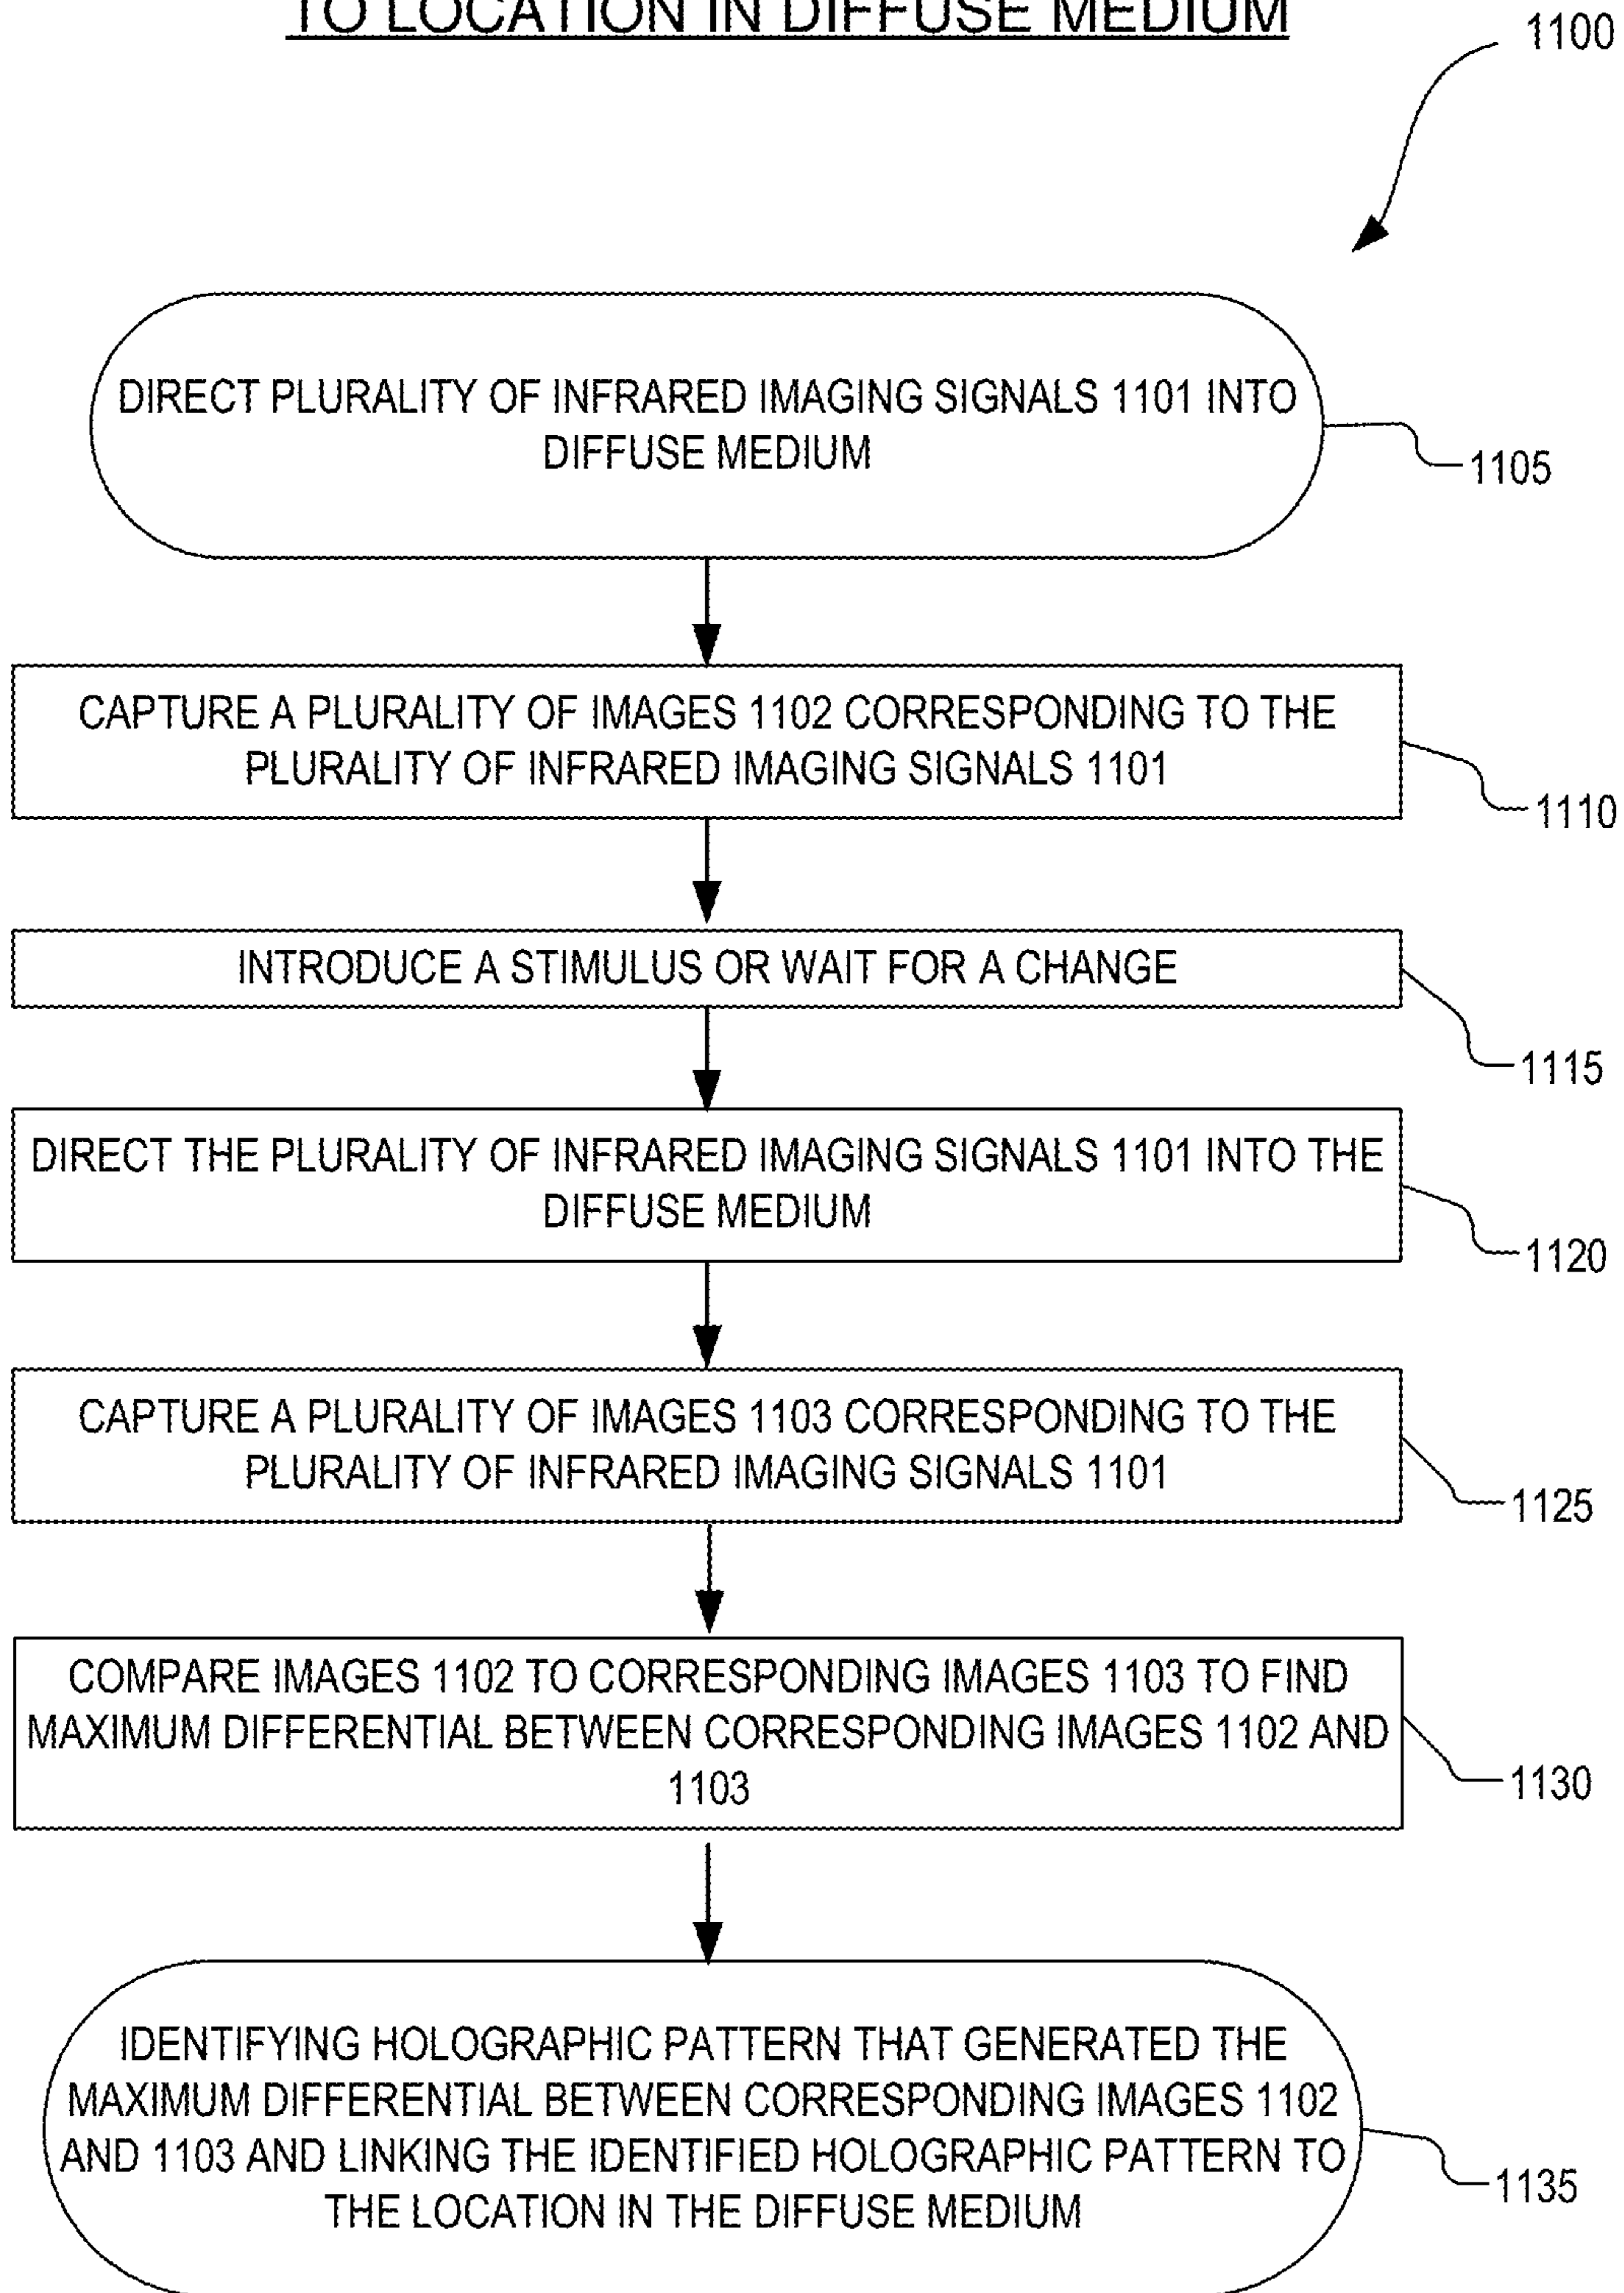 TO LOCATION IN DIFFUSE MEDIUM
1100
DIRECT PLURALITY OF INFRARED IMAGING SIGNALS 1101 INTO
DIFFUSE MEDIUM
1105
CAPTURE A PLURALITY OF IMAGES 1102 CORRESPONDING TO THE
PLURALITY OF INFRARED IMAGING SIGNALS 1101
1110
INTRODUCE A STIMULUS OR WAIT FOR A CHANGE
1115
DIRECT THE PLURALITY OF INFRARED IMAGING SIGNALS 1101 INTO THE
DIFFUSE MEDIUM
1120
CAPTURE A PLURALITY OF IMAGES 1103 CORRESPONDING TO THE
PLURALITY OF INFRARED IMAGING SIGNALS 1101
1125
COMPARE IMAGES 1102 TO CORRESPONDING IMAGES 1103 TO FIND
MAXIMUM DIFFERENTIAL BETWEEN CORRESPONDING IMAGES 1102 AND
1103
1130
IDENTIFYING HOLOGRAPHIC PATTERN THAT GENERATED THE
MAXIMUM DIFFERENTIAL BETWEEN CORRESPONDING IMAGES 1102
AND 1103 AND LINKING THE IDENTIFIED HOLOGRAPHIC PATTERN TO
THE LOCATION IN THE DIFFUSE MEDIUM
1135